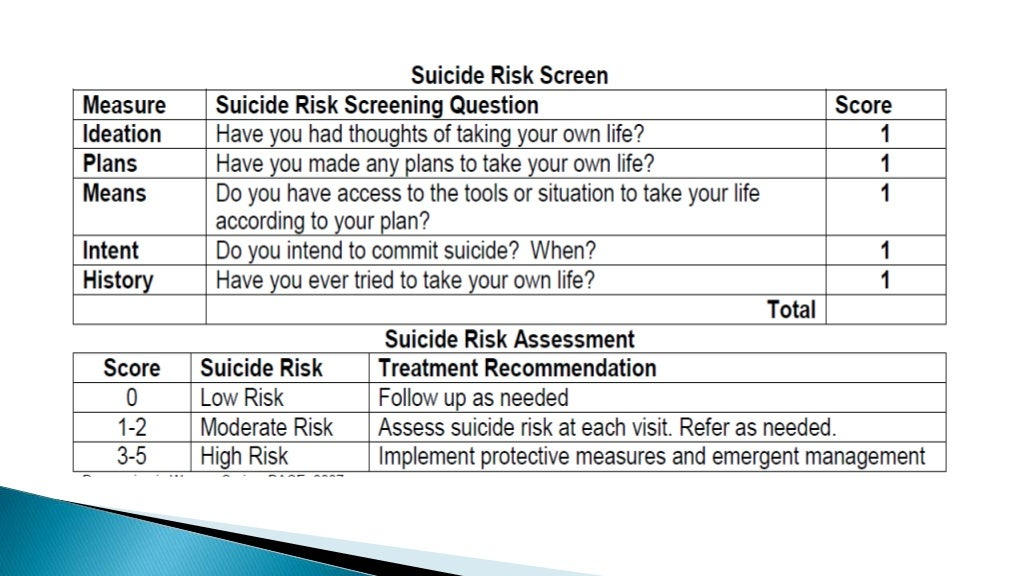 Suicide Risk Screen
Measure Suicide Risk Screening Question Score
Ideation Have you had thoughts of taking your own life? 1
Plans Have you made any plans to take your own life? 1
Means Do you have access to the tools or situation to take your life 1
according to your plan?
Intent Do you intend to commit suicide? When? 1
History Have you ever tried to take your own life? 1
Total
Suicide Risk Assessment
Score Suicide Risk Treatment Recommendation
0 Low Risk Follow up as needed
1-2 Moderate Risk Assess suicide risk at each visit. Refer as needed.
3-5 High Risk Implement protective measures and emergent management